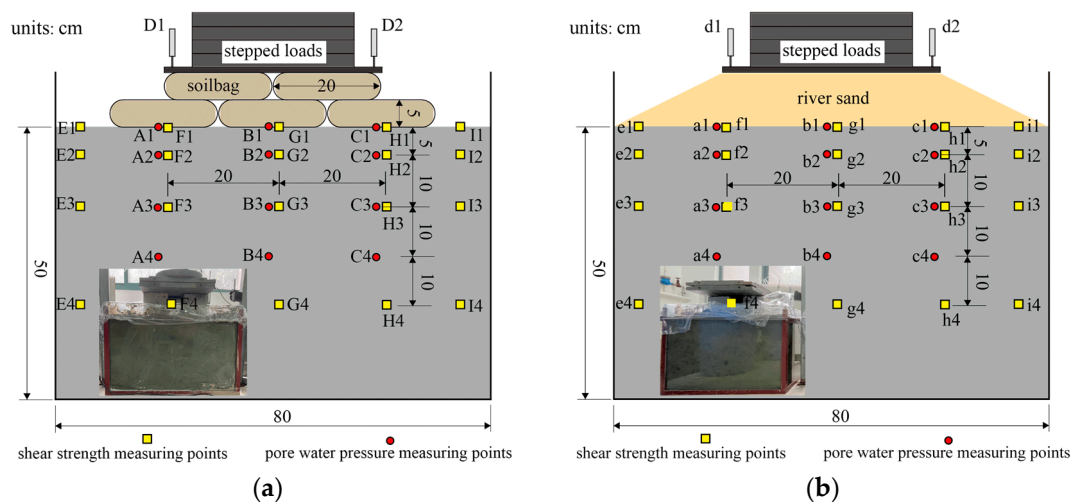 units: cm
D1
D2
stepped loads
soilbag
20
5
E1
A1
F1
B1
G1
C1
H1
I1
5
E2
A2
F2
B2
G2
C2
H2
I2
20
20
10
E3
A3
F3
B3
G3
C3
H3
I3
10
50
A4
B4
C4
10
E4
F4
G4
H4
I4
80
shear strength measuring points
pore water pressure measuring points
(a)
units: cm
d1
d2
stepped loads
river sand
e1
a1
f1
b1
g1
c1
h1
i1
5
e2
a2
f2
b2
g2
c2
h2
i2
20
20
10
e3
a3
f3
b3
g3
c3
h3
i3
10
50
a4
b4
c4
10
e4
f4
g4
h4
i4
80
shear strength measuring points
pore water pressure measuring points
(b)